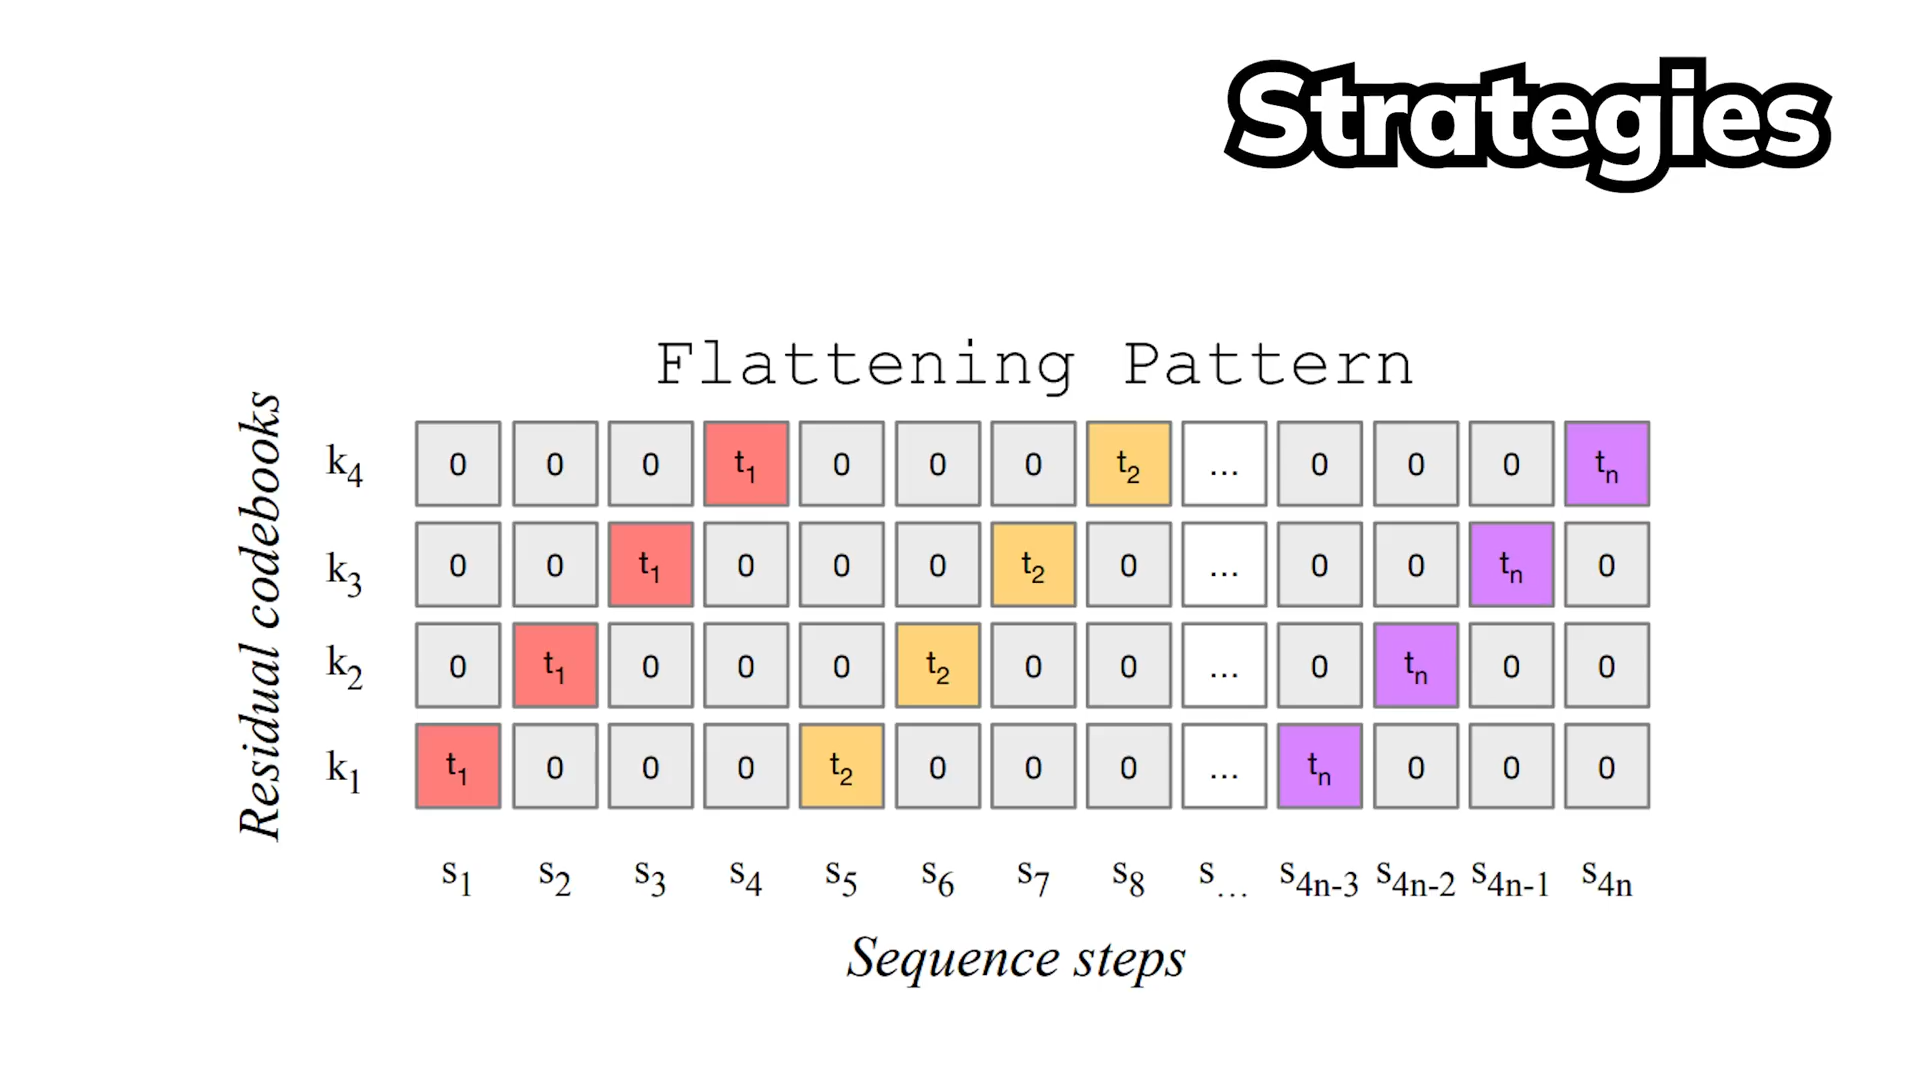 Strategies
Flattening Pattern
Residual codebooks
k4 0 0 0 t1 0 0 0 t2 ... 0 0 0 tn
k3 0 0 t1 0 0 0 t2 0 ... 0 0 tn 0
k2 0 t1 0 0 0 t2 0 0 ... 0 tn 0 0
k1 t1 0 0 0 t2 0 0 0 ... tn 0 0 0
s1 s2 s3 s4 s5 s6 s7 s8 s... s4n-3 s4n-2 s4n-1 s4n
Sequence steps